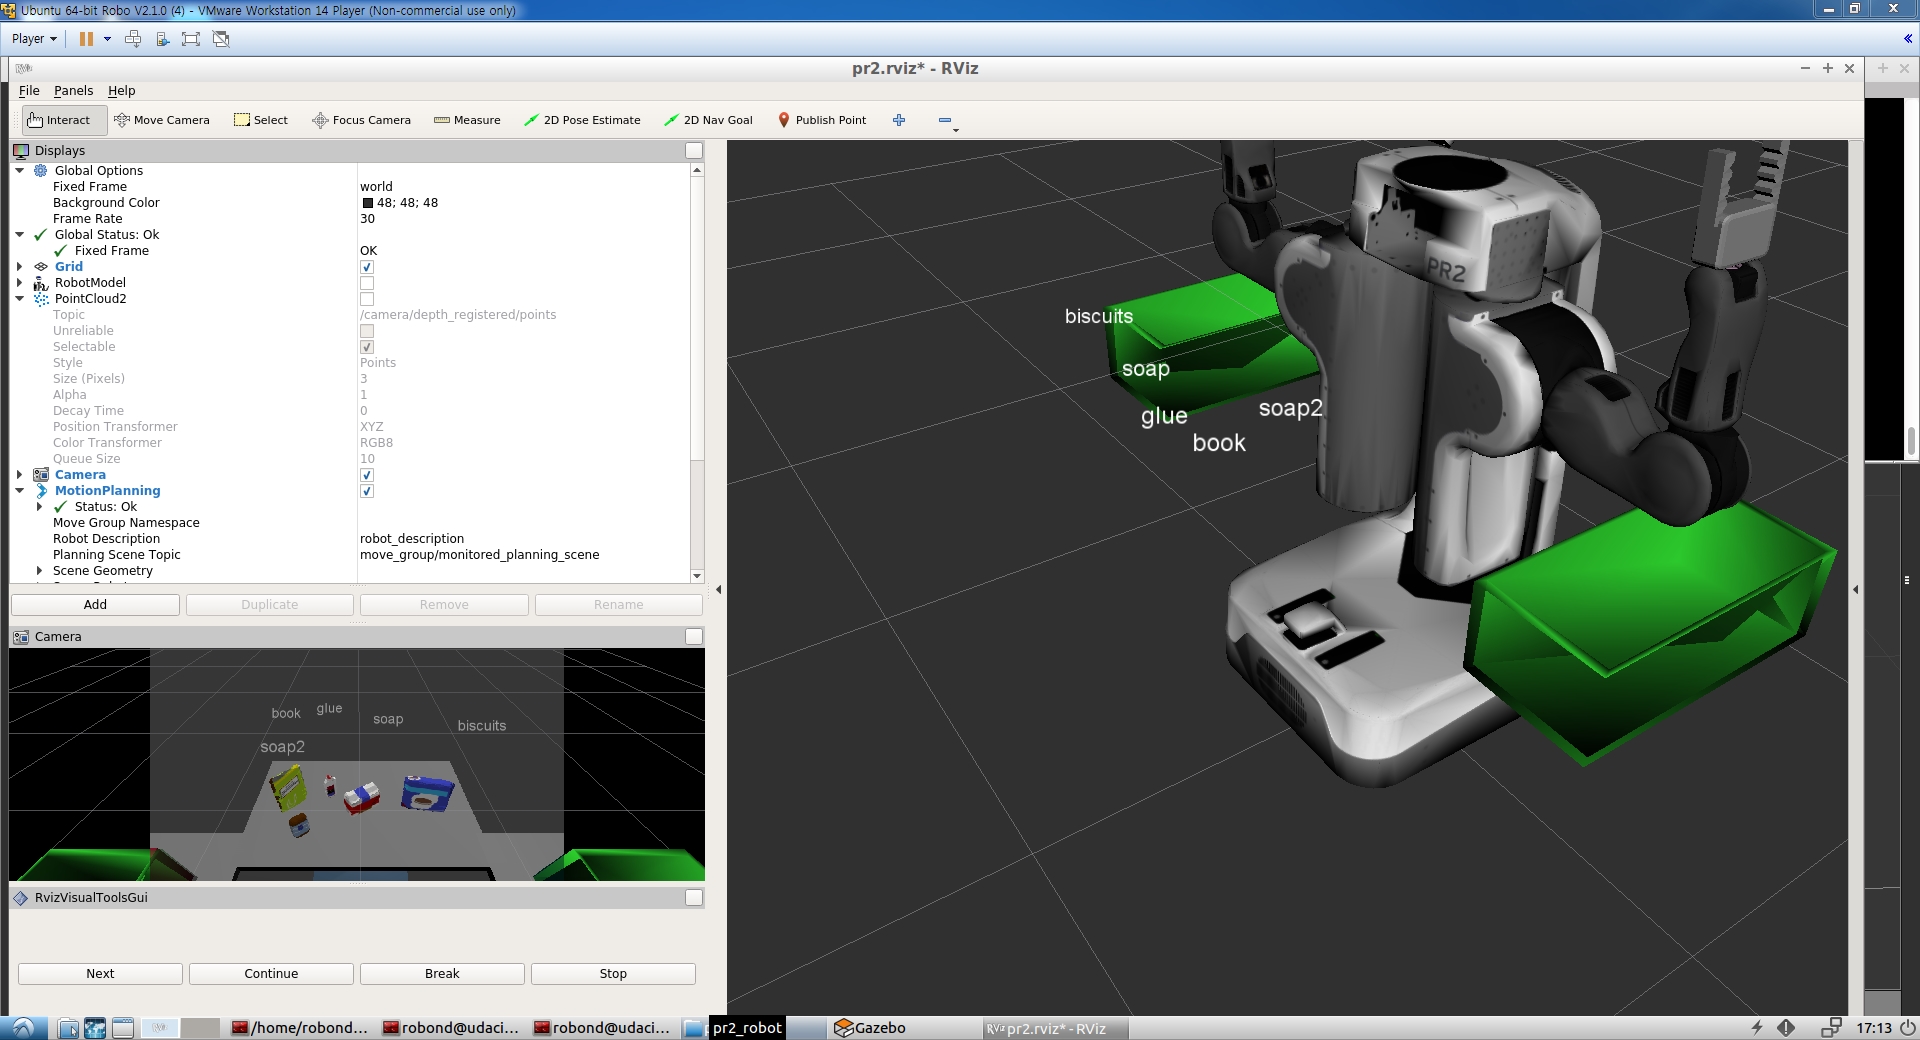 Ubuntu 64-bit Robo V2.1.0 (4) - VMware Workstation 14 Player (Non-commercial use only)
Player
pr2.rviz* - RViz
File Panels Help
Interact Move Camera Select Focus Camera Measure 2D Pose Estimate 2D Nav Goal Publish Point
Displays
Global Options
Fixed Frame world
Background Color 48; 48; 48
Frame Rate 30
Global Status: Ok
Fixed Frame OK
Grid
RobotModel
PointCloud2
Topic /camera/depth_registered/points
Unreliable
Selectable
Style Points
Size (Pixels) 3
Alpha 1
Decay Time 0
Position Transformer XYZ
Color Transformer RGB8
Queue Size 10
Camera
MotionPlanning
Status: Ok
Move Group Namespace
Robot Description robot_description
Planning Scene Topic move_group/monitored_planning_scene
Scene Geometry
Add Duplicate Remove Rename
Camera
book glue soap biscuits
soap2
RvizVisualToolsGui
Next Continue Break Stop
PR2
biscuits
soap
glue soap2
book
/home/robond... robond@udaci... robond@udaci... pr2_robot Gazebo RViz pr2.rviz* - RViz 17:13